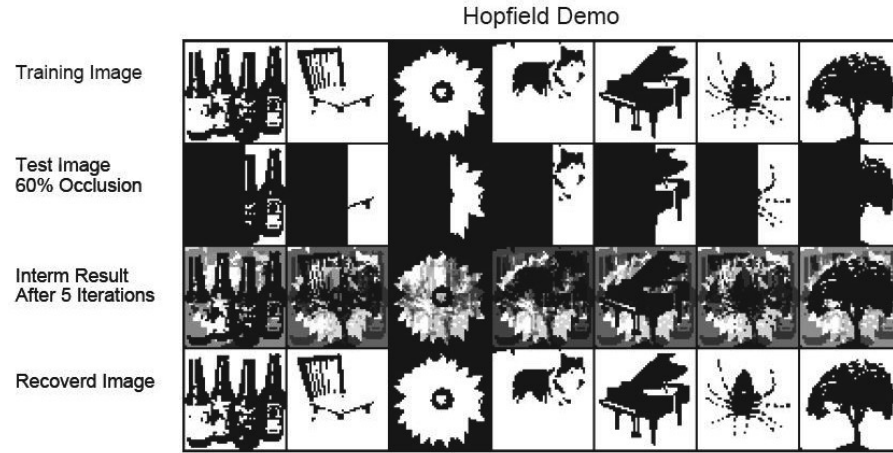 Hopfield Demo
Training Image
Test Image
60% Occlusion
Interm Result
After 5 Iterations
Recoverd Image